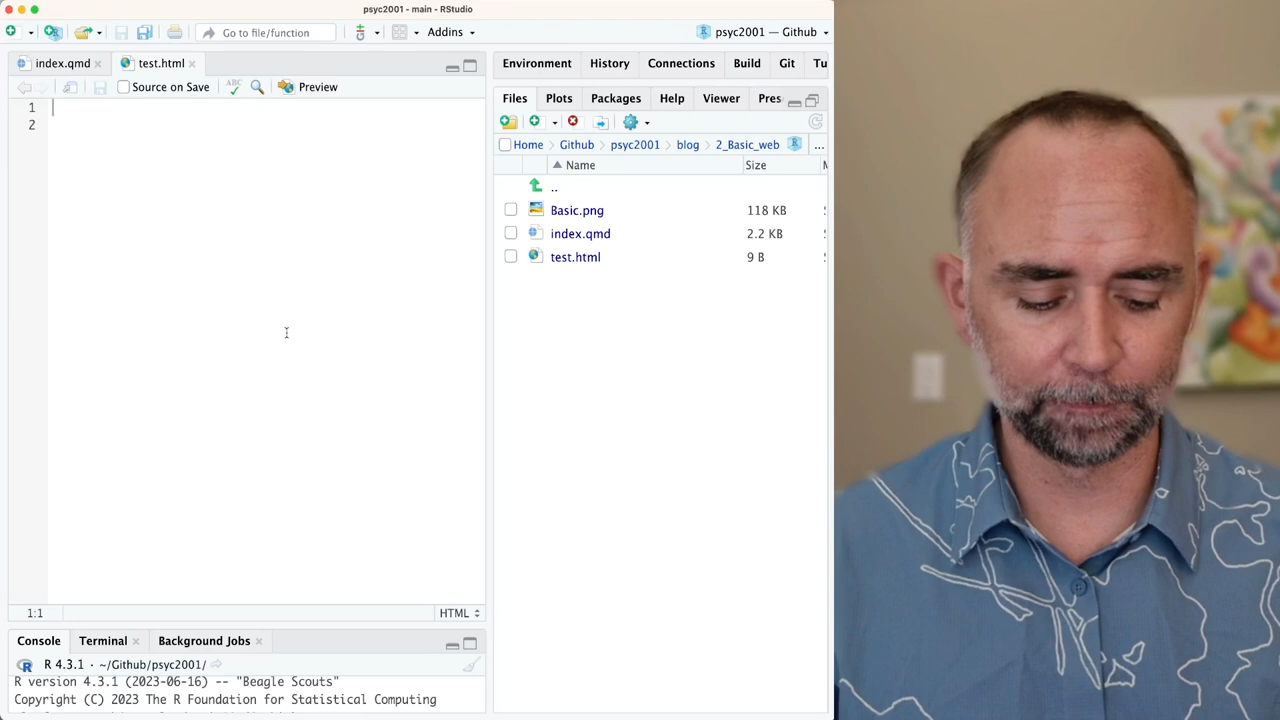 psyc2001 - main - RStudio
Go to file/function
Addins
psyc2001 — Github
index.qmd
test.html
Source on Save
ABC
Preview
1
2
1:1
HTML
Console
Terminal
Background Jobs
R 4.3.1 · ~/Github/psyc2001/
R version 4.3.1 (2023-06-16) -- "Beagle Scouts"
Copyright (C) 2023 The R Foundation for Statistical Computing
Environment
History
Connections
Build
Git
Tu
Files
Plots
Packages
Help
Viewer
Pres
Home
Github
psyc2001
blog
2_Basic_web
...
Name
Size
..
Basic.png
118 KB
index.qmd
2.2 KB
test.html
9 B